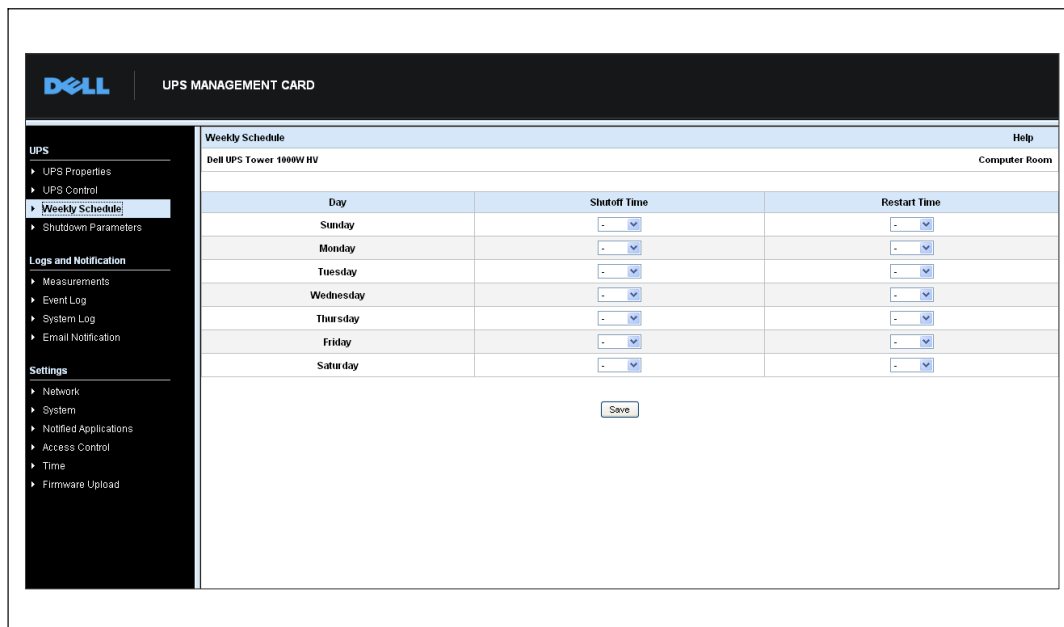 DELL
UPS MANAGEMENT CARD
UPS
UPS Properties
UPS Control
Weekly Schedule
Shutdown Parameters
Logs and Notification
Measurements
Event Log
System Log
Email Notification
Settings
Network
System
Notified Applications
Access Control
Time
Firmware Upload
Weekly Schedule Help
Dell UPS Tower 1000W HV Computer Room
Day Shutoff Time Restart Time
Sunday - -
Monday - -
Tuesday - -
Wednesday - -
Thursday - -
Friday - -
Saturday - -
Save